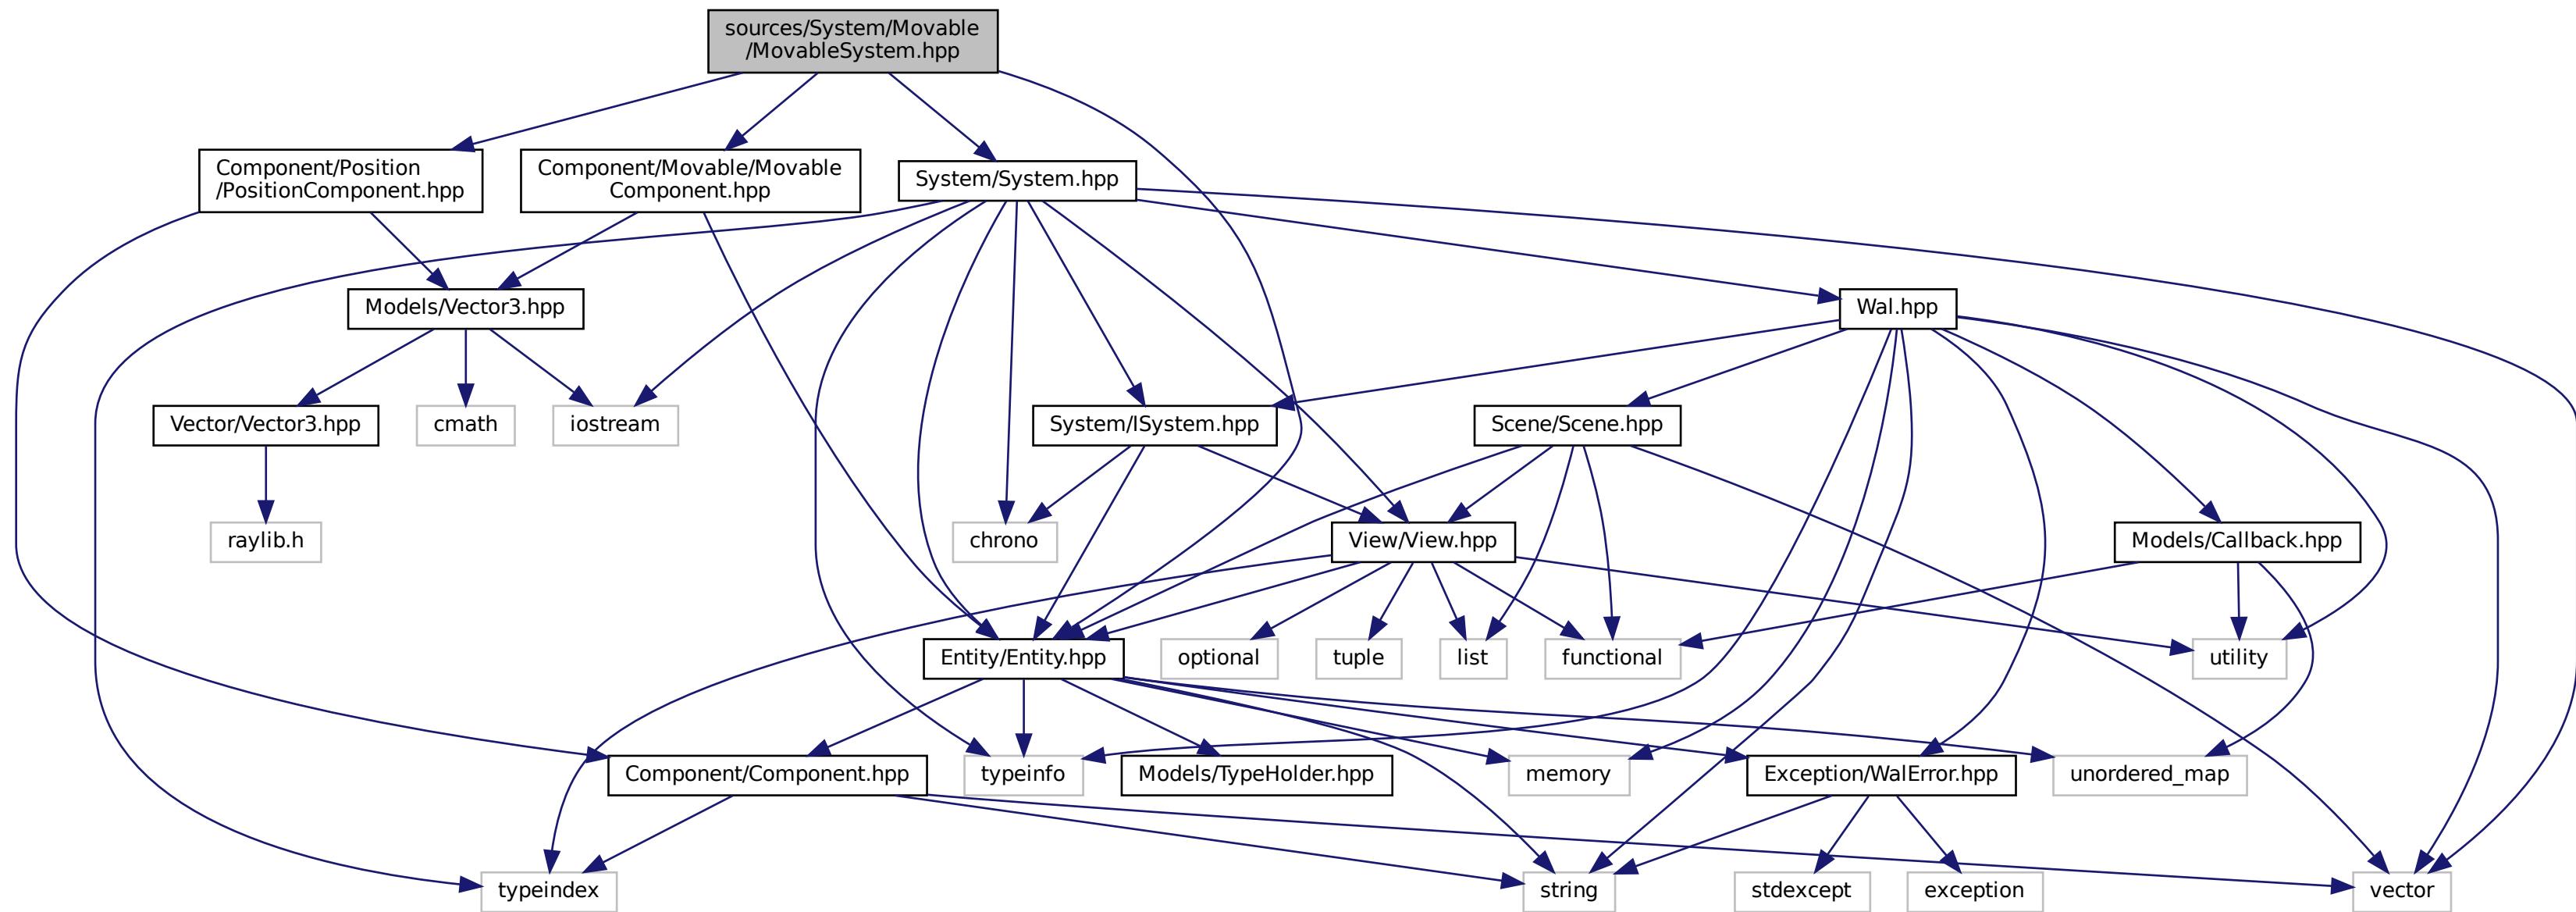 sources/System/Movable
/MovableSystem.hpp
Component/Position
/PositionComponent.hpp
Component/Movable/Movable
Component.hpp
System/System.hpp
Models/Vector3.hpp
Wal.hpp
Vector/Vector3.hpp
cmath
iostream
System/ISystem.hpp
Scene/Scene.hpp
raylib.h
chrono
View/View.hpp
Models/Callback.hpp
Entity/Entity.hpp
optional
tuple
list
functional
utility
Component/Component.hpp
typeinfo
Models/TypeHolder.hpp
memory
Exception/WalError.hpp
unordered_map
typeindex
string
stdexcept
exception
vector